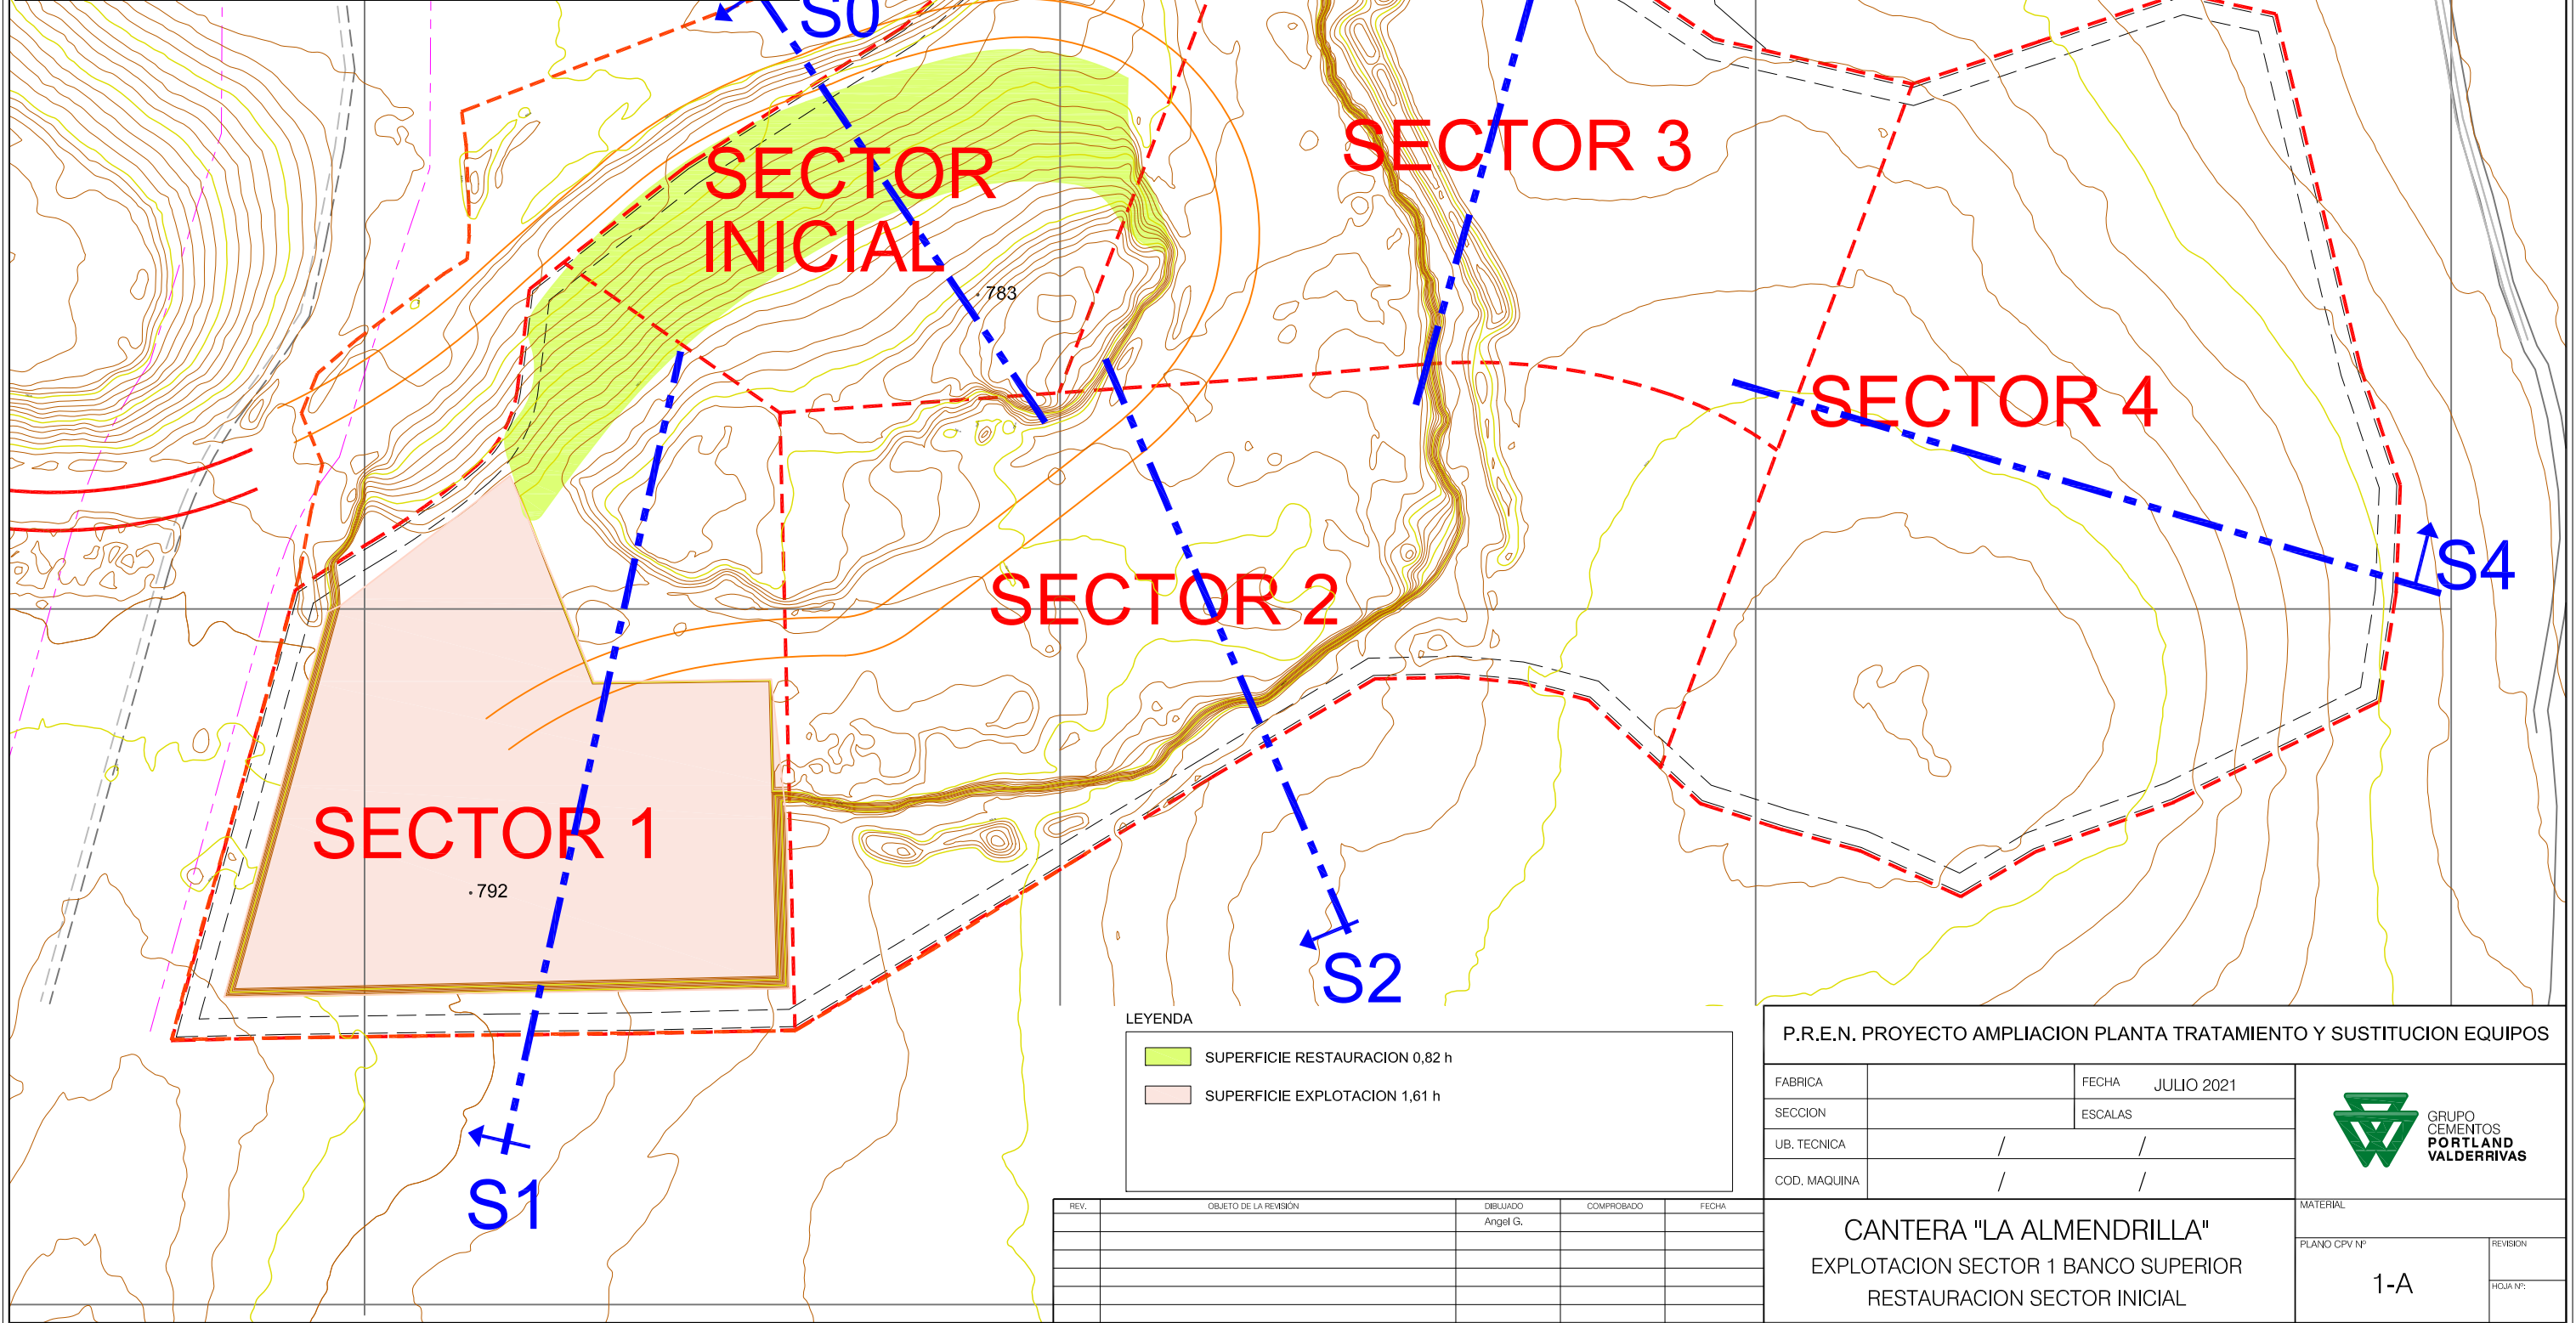 S0
SECTOR 3
SECTOR
INICIAL
783
SECTOR 4
S4
SECTOR 2
SECTOR 1
792
S2
S1
LEYENDA
SUPERFICIE RESTAURACION 0,82 h
SUPERFICIE EXPLOTACION 1,61 h
P.R.E.N. PROYECTO AMPLIACION PLANTA TRATAMIENTO Y SUSTITUCION EQUIPOS
FABRICA
FECHA JULIO 2021
SECCION
ESCALAS
UB. TECNICA / /
COD. MAQUINA / /
GRUPO
CEMENTOS
PORTLAND
VALDERRIVAS
REV. OBJETO DE LA REVISIÓN DIBUJADO COMPROBADO FECHA
Angel G.
CANTERA "LA ALMENDRILLA"
EXPLOTACION SECTOR 1 BANCO SUPERIOR
RESTAURACION SECTOR INICIAL
MATERIAL
PLANO CPV Nº
1-A
REVISION
HOJA Nº: